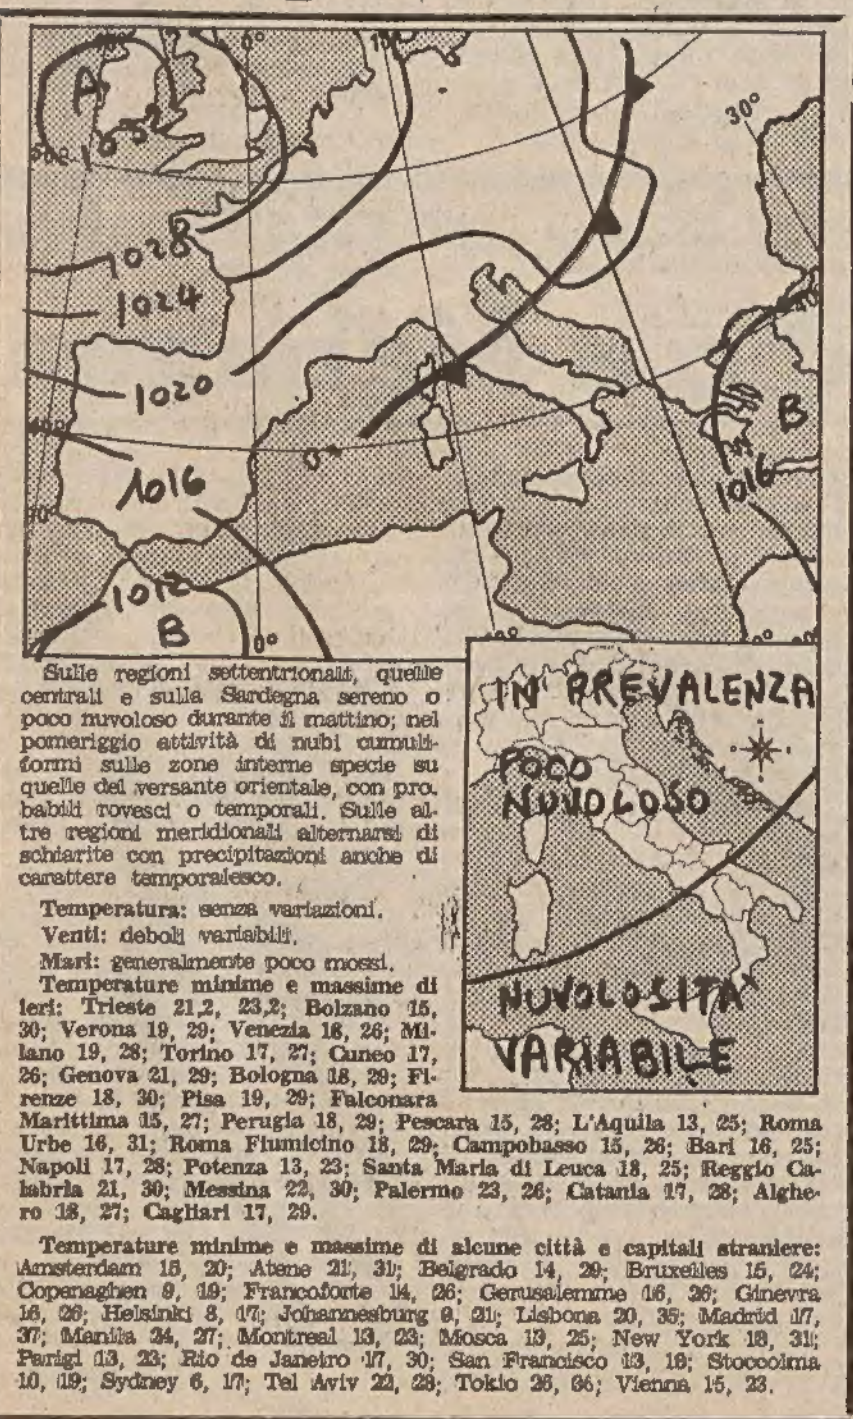 0°
10°
30°
A
1028
1024
1020
1016
1012
B
0°
B
1016
0°
Sulle regioni settentrionali, quelle
centrali e sulla Sardegna sereno o
poco nuvoloso durante il mattino; nel
pomeriggio attività di nubi cumuli-
formi sulle zone interne specie su
quelle del versante orientale, con pro.
babili rovesci o temporali. Sulle al-
tre regioni meridionali alternarsi di
schiarite con precipitazioni anche di
carattere temporalesco.
Temperatura: senza variazioni.
Venti: deboli variabili.
Mari: generalmente poco mossi.
Temperature minime e massime di
ieri: Trieste 21,2, 23,2; Bolzano 15,
30; Verona 19, 29; Venezia 18, 26; Mi-
lano 19, 28; Torino 17, 27; Cuneo 17,
26; Genova 21, 29; Bologna 18, 29; Fi-
renze 18, 30; Pisa 19, 29; Falconara
Marittima 15, 27; Perugia 18, 29; Pescara 15, 28; L'Aquila 13, 25; Roma
Urbe 16, 31; Roma Fiumicino 18, 29; Campobasso 15, 26; Bari 16, 25;
Napoli 17, 28; Potenza 13, 23; Santa Maria di Leuca 18, 25; Reggio Ca-
labria 21, 30; Messina 22, 30; Palermo 23, 26; Catania 17, 28; Alghe-
ro 18, 27; Cagliari 17, 29.
IN PREVALENZA
POCO
NUVOLOSO
NUVOLOSITA'
VARIABILE
Temperature minime e massime di alcune città e capitali straniere:
Amsterdam 15, 20; Atene 21, 31; Belgrado 14, 29; Bruxelles 15, 24;
Copenaghen 9, 19; Francoforte 14, 26; Gerusalemme 16, 26; Ginevra
16, 26; Helsinki 8, 17; Johannesburg 9, 21; Lisbona 20, 35; Madrid 17,
37; Manila 24, 27; Montreal 13, 23; Mosca 13, 25; New York 18, 31;
Parigi 13, 23; Rio de Janeiro 17, 30; San Francisco 13, 18; Stoccolma
10, 19; Sydney 6, 17; Tel Aviv 22, 28; Tokio 26, 36; Vienna 15, 23.